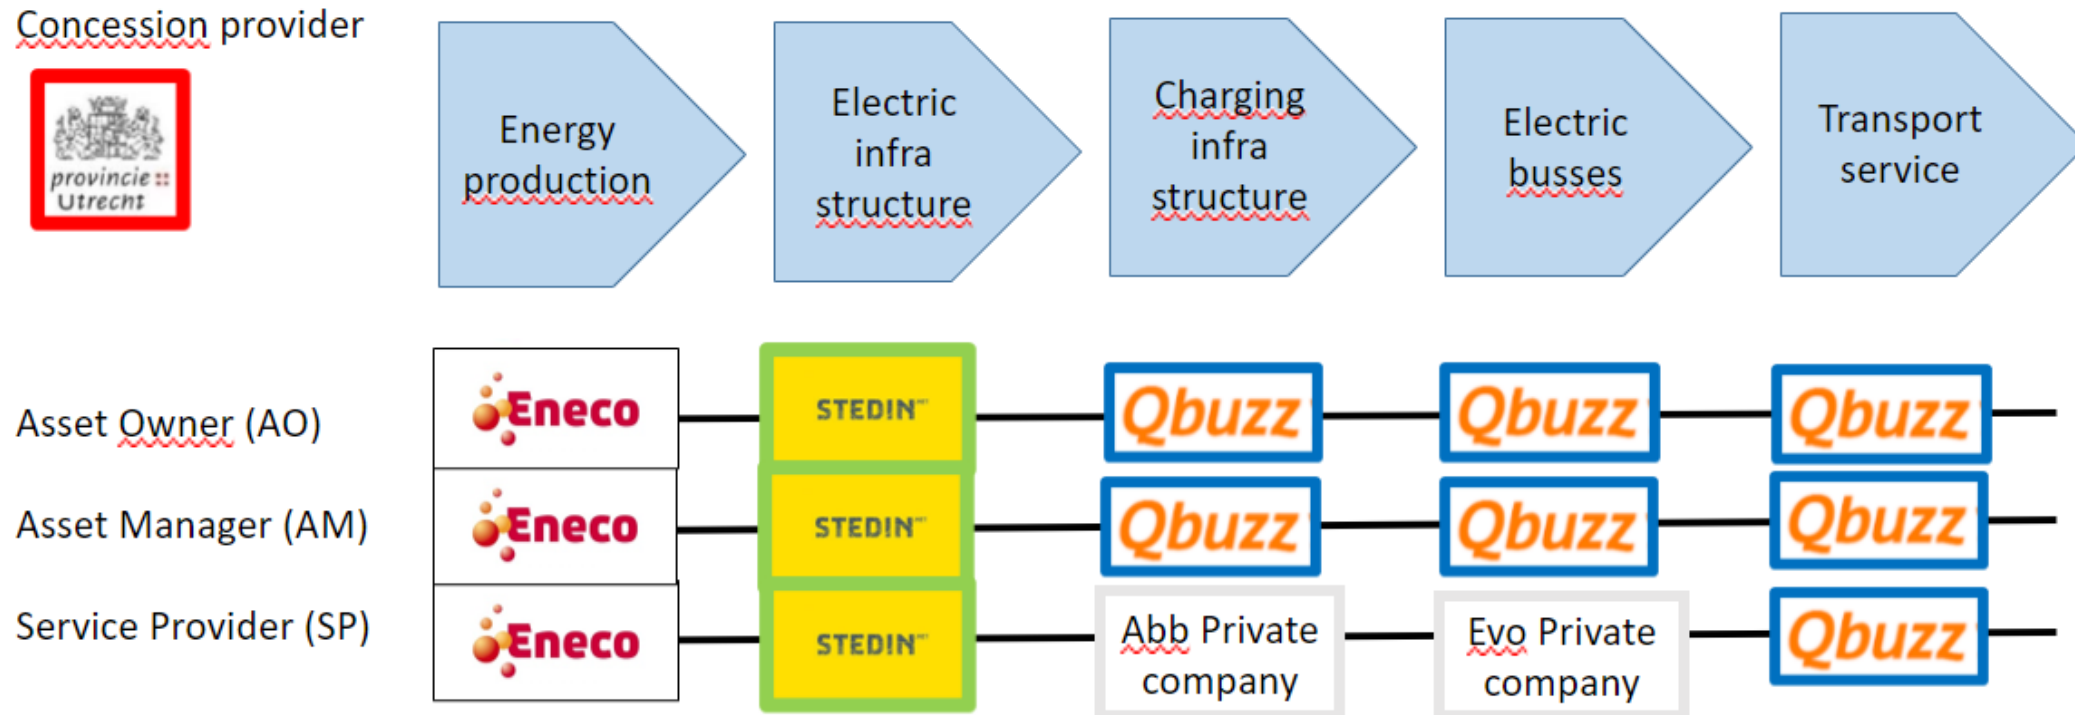 Concession provider
provincie
Utrecht
Energy
production
Electric
infra
structure
Charging
infra
structure
Electric
busses
Transport
service
Asset Owner (AO)
Eneco
STEDIN
Qbuzz
Qbuzz
Qbuzz
Asset Manager (AM)
Eneco
STEDIN
Qbuzz
Qbuzz
Qbuzz
Service Provider (SP)
Eneco
STEDIN
Abb Private
company
Evo Private
company
Qbuzz